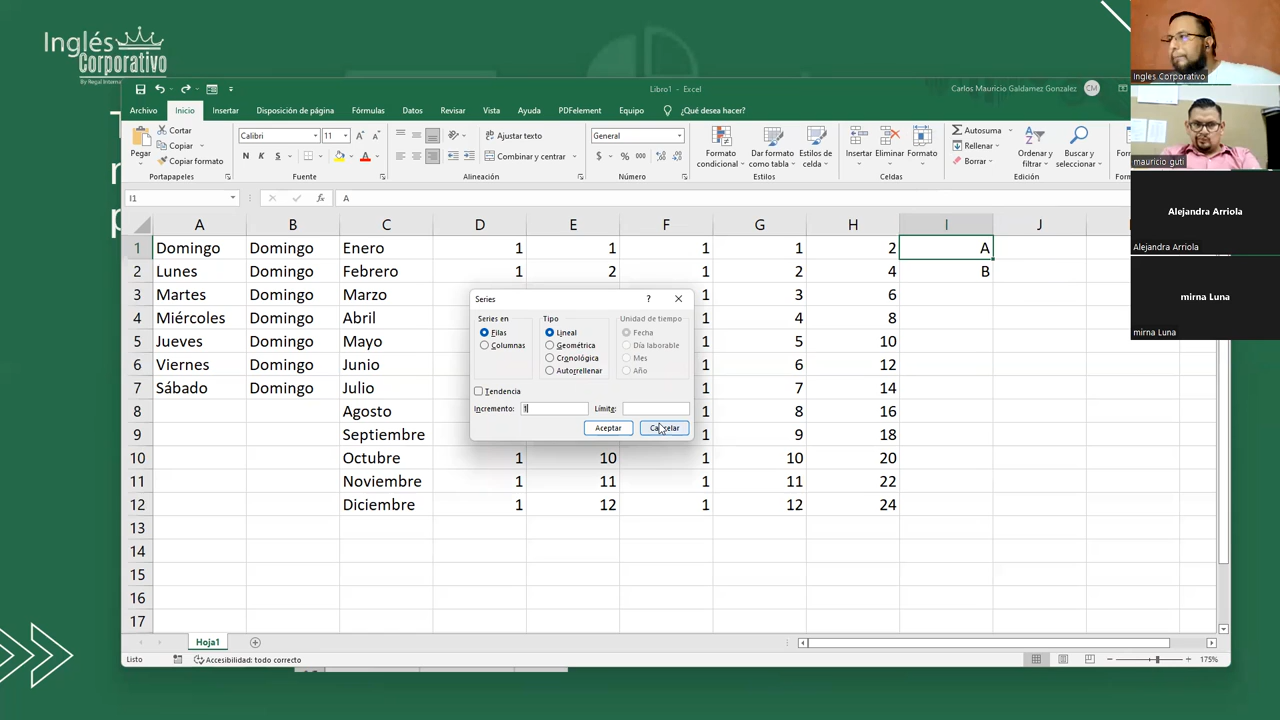 Inglés
Corporativo
By Regal Interna
Libro1 - Excel
Carlos Mauricio Galdamez Gonzalez
CM
Archivo Inicio Insertar Disposición de página Fórmulas Datos Revisar Vista Ayuda PDFelement Equipo ¿Qué desea hacer?
Pegar
Cortar
Copiar
Copiar formato
Portapapeles
Calibri 11
N K S
Fuente
Ajustar texto
Combinar y centrar
Alineación
General
$ % 000
Número
Formato condicional
Dar formato como tabla
Estilos de celda
Estilos
Insertar Eliminar Formato
Celdas
Autosuma
Rellenar
Borrar
Ordenar y filtrar
Buscar y seleccionar
Edición
I1 fx A
A B C D E F G H I J
1 Domingo Domingo Enero 1 1 1 1 2 A
2 Lunes Domingo Febrero 1 2 1 2 4 B
3 Martes Domingo Marzo 1 3 6
4 Miércoles Domingo Abril 1 4 8
5 Jueves Domingo Mayo 1 5 10
6 Viernes Domingo Junio 1 6 12
7 Sábado Domingo Julio 1 7 14
8 Agosto 1 8 16
9 Septiembre 1 9 18
10 Octubre 1 10 1 10 20
11 Noviembre 1 11 1 11 22
12 Diciembre 1 12 1 12 24
13
14
15
16
17
Series ?
Series en
Filas
Columnas
Tipo
Lineal
Geométrica
Cronológica
Autorrellenar
Unidad de tiempo
Fecha
Día laborable
Mes
Año
Tendencia
Incremento: 1 Límite:
Aceptar Cancelar
Hoja1
Listo Accesibilidad: todo correcto 175%
Ingles Corporativo
mauricio guti
Alejandra Arriola
Alejandra Arriola
mirna Luna
mirna Luna